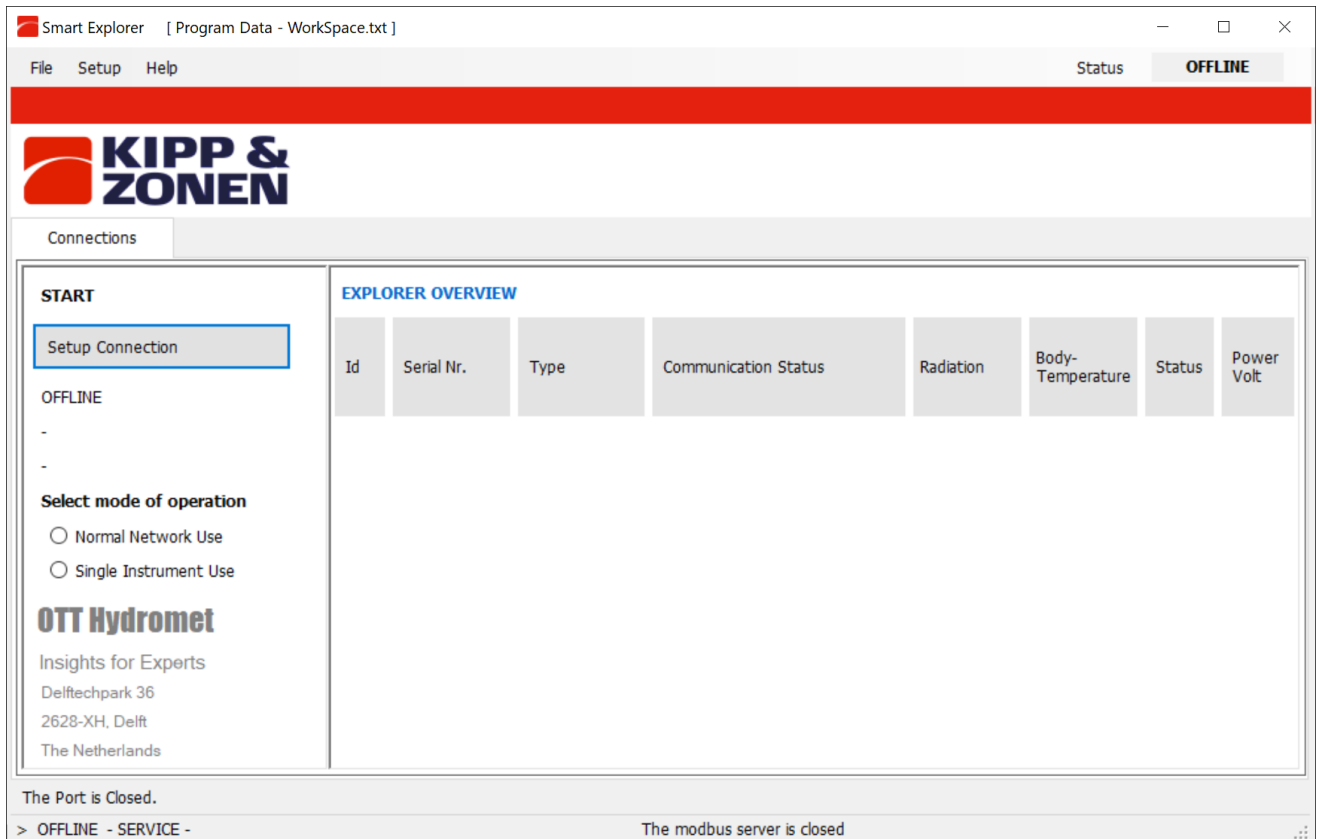 Smart Explorer [ Program Data - WorkSpace.txt ]
File Setup Help Status OFFLINE
KIPP &
ZONEN
Connections
START
Setup Connection
OFFLINE
-
-
Select mode of operation
Normal Network Use
Single Instrument Use
OTT Hydromet
Insights for Experts
Delftechpark 36
2628-XH, Delft
The Netherlands
EXPLORER OVERVIEW
Id Serial Nr. Type Communication Status Radiation Body-Temperature Status Power Volt
The Port is Closed.
> OFFLINE - SERVICE - The modbus server is closed